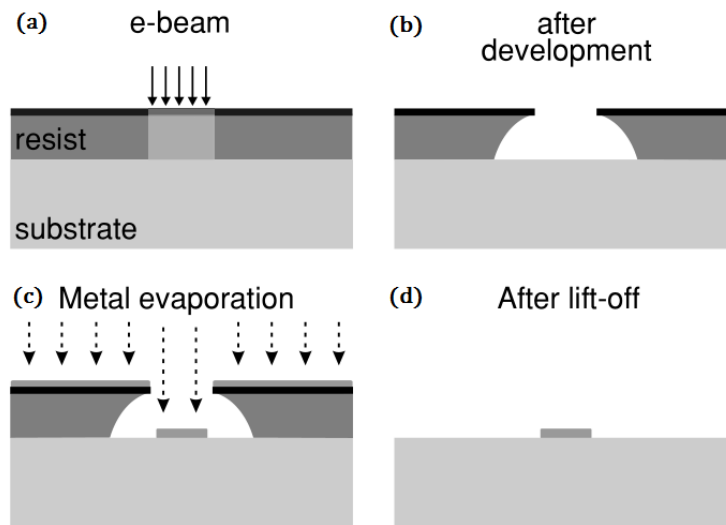 (a) e-beam
resist
substrate
(b) after
development
(c) Metal evaporation
(d) After lift-off